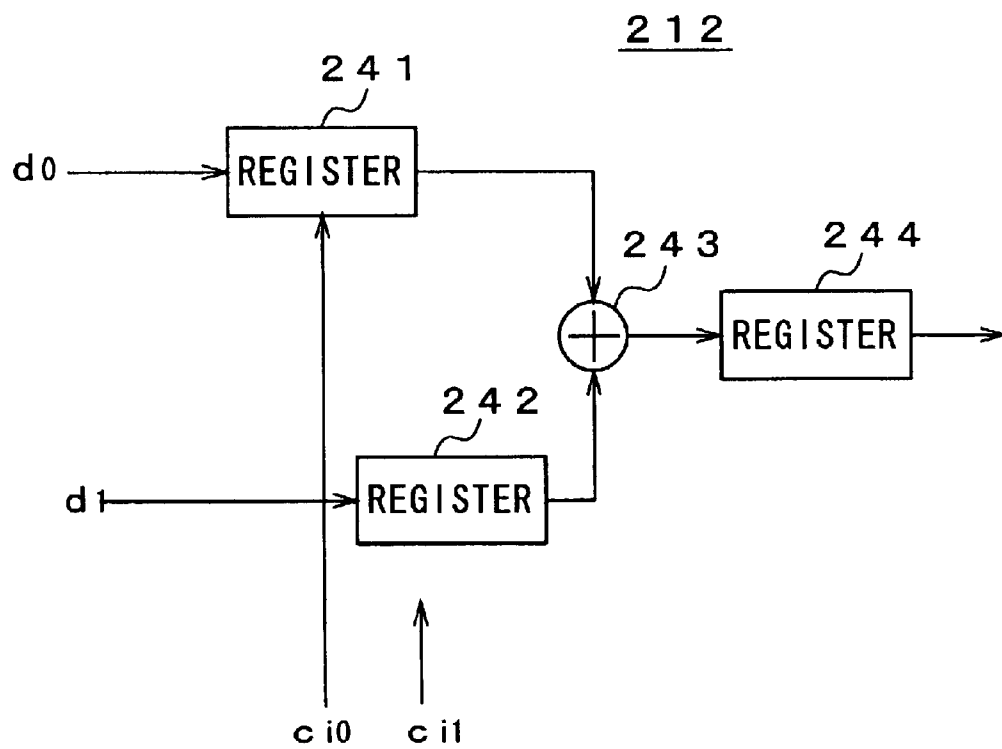 212
241
d0
REGISTER
243
244
REGISTER
242
d1
REGISTER
ci0
ci1